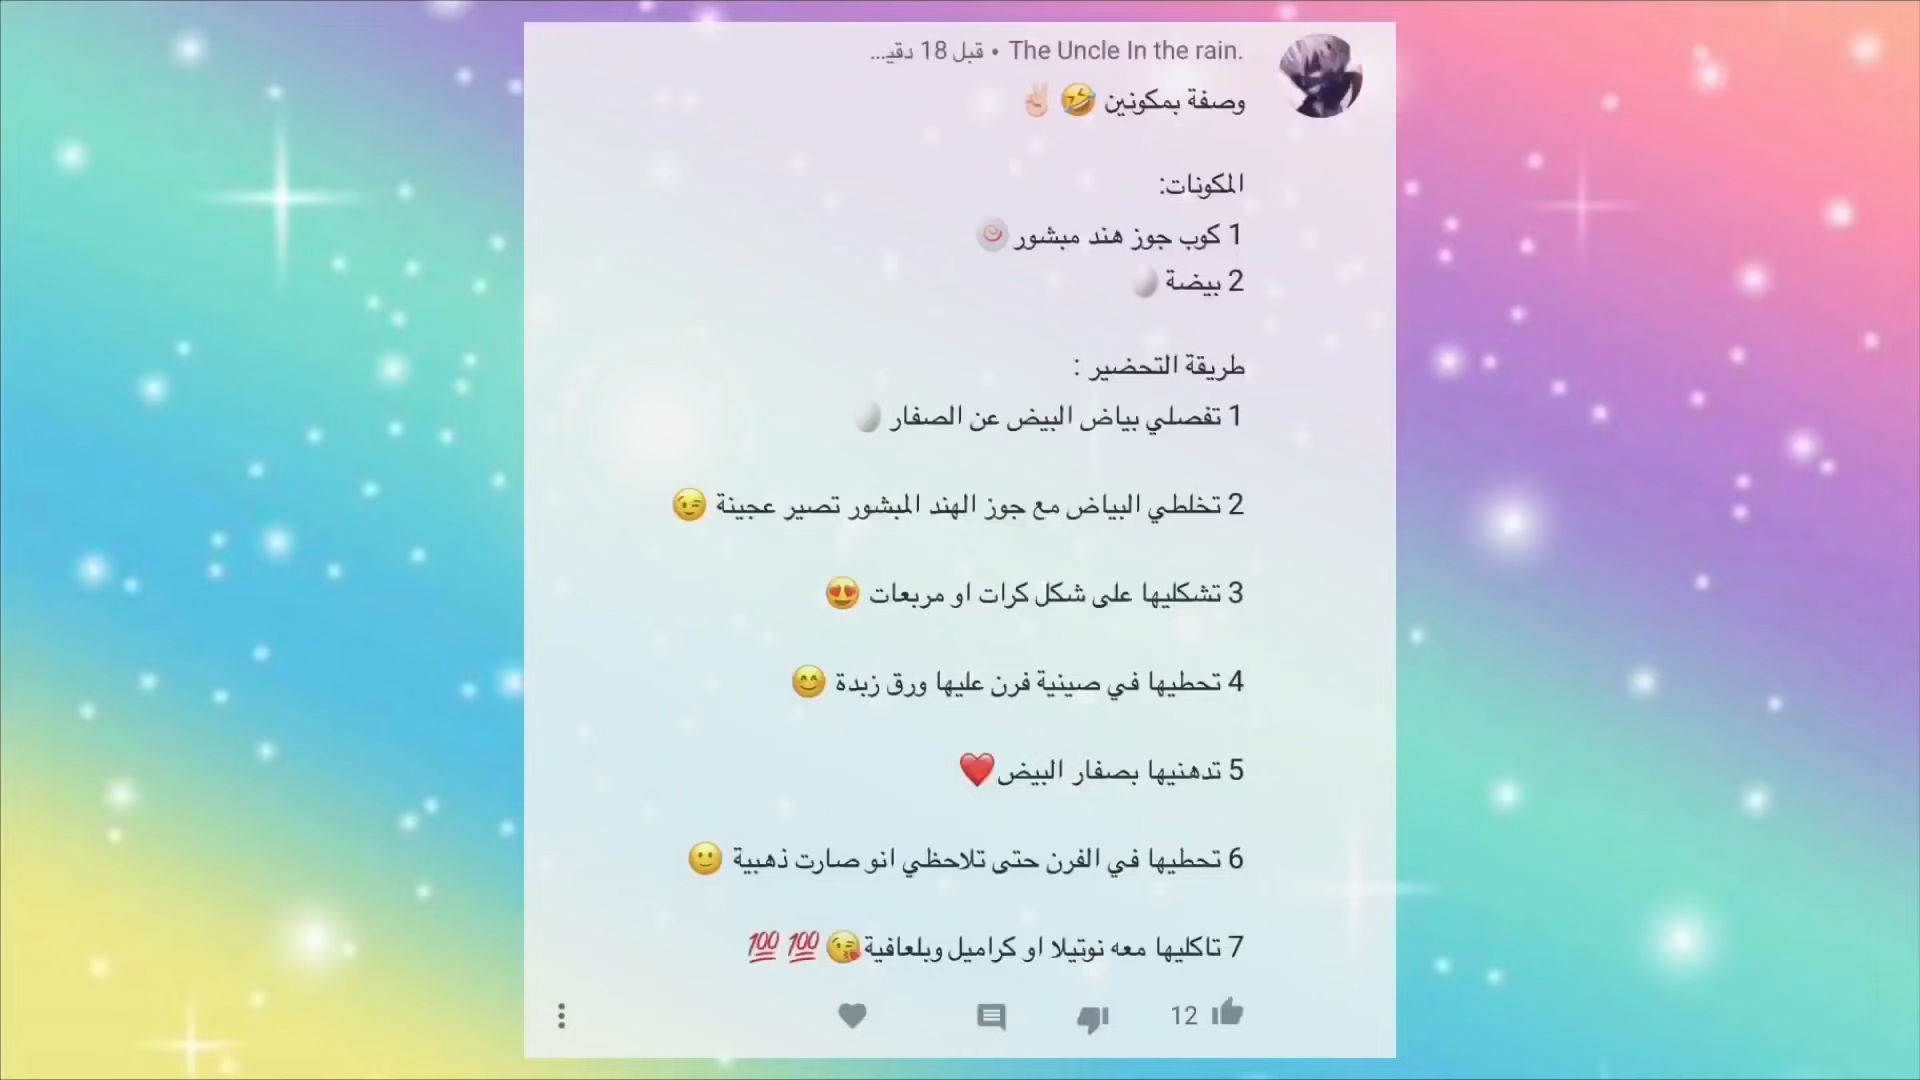 The Uncle In the rain. • قبل 18 دقيـ...
وصفة بمكونين 🤣 ✌🏻
المكونات:
1 كوب جوز هند مبشور🍥
2 بيضة 🥚
طريقة التحضير :
1 تفصلي بياض البيض عن الصفار 🥚
2 تخلطي البياض مع جوز الهند المبشور تصير عجينة 😉
3 تشكليها على شكل كرات او مربعات 😍
4 تحطيها في صينية فرن عليها ورق زبدة 😊
5 تدهنيها بصفار البيض❤️
6 تحطيها في الفرن حتى تلاحظي انو صارت ذهبية 🙂
7 تاكليها معه نوتيلا او كراميل وبلعافية😘 💯 💯
12